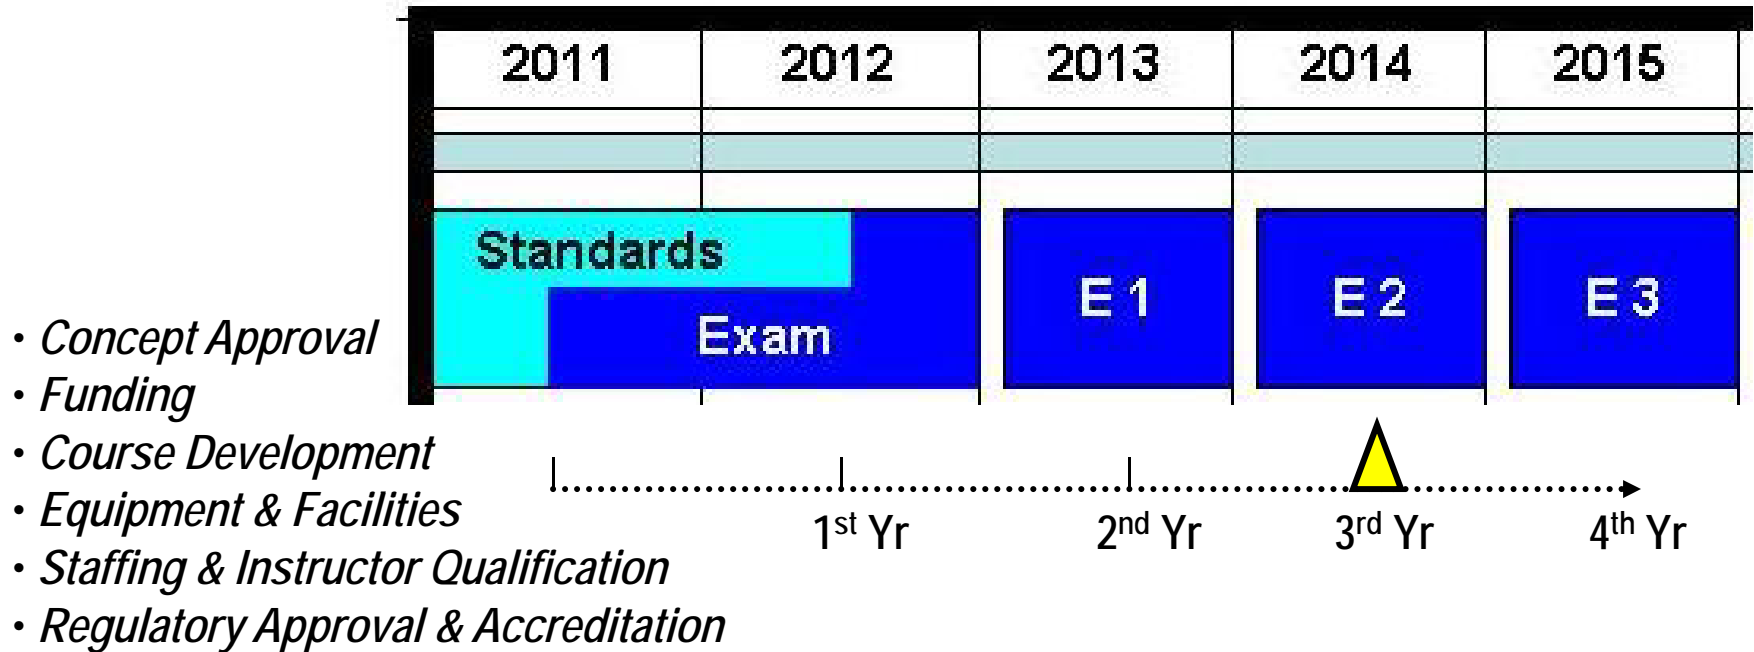 2011 2012 2013 2014 2015
Standards
Exam
E 1 E 2 E 3
• Concept Approval
• Funding
• Course Development
• Equipment & Facilities
• Staffing & Instructor Qualification
• Regulatory Approval & Accreditation
1st Yr 2nd Yr 3rd Yr 4th Yr